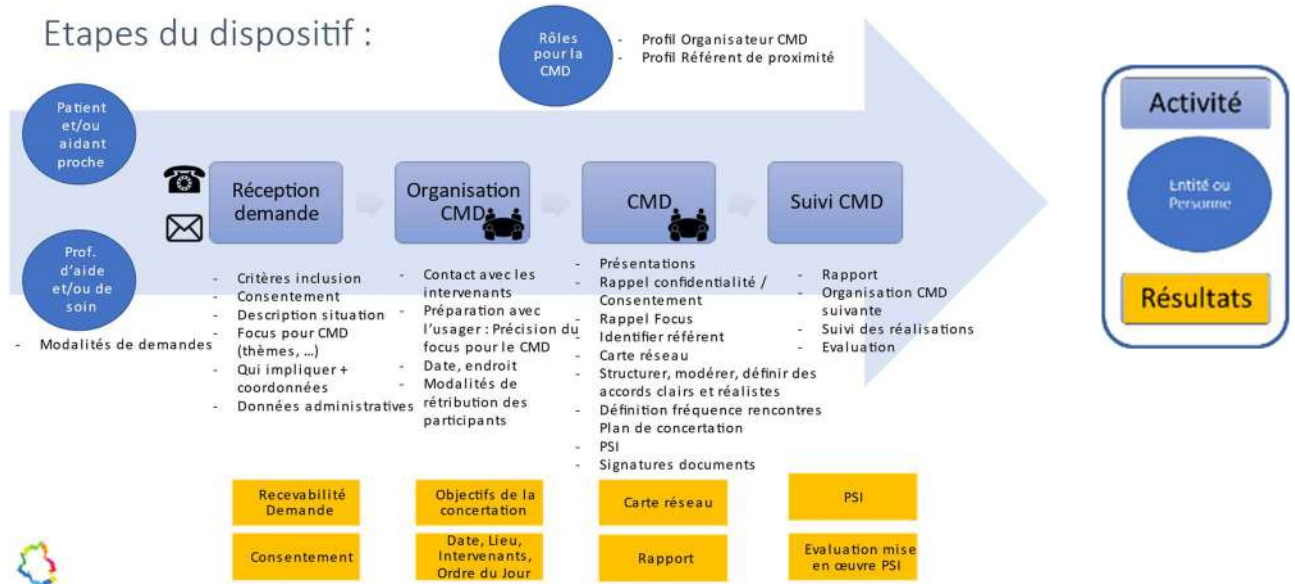 Etapes du dispositif :
Rôles
pour la
CMD
- Profil Organisateur CMD
- Profil Référent de proximité
Patient
et/ou
aidant
proche
Prof.
d'aide
et/ou de
soin
- Modalités de demandes
Réception
demande
- Critères inclusion
- Consentement
- Description situation
- Focus pour CMD
(thèmes, ...)
- Qui impliquer +
coordonnées
- Données administratives
Organisation
CMD
- Contact avec les
intervenants
- Préparation avec
l'usager : Précision du
focus pour le CMD
- Date, endroit
- Modalités de
rétribution des
participants
CMD
- Présentations
- Rappel confidentialité /
Consentement
- Rappel Focus
- Identifier référent
- Carte réseau
- Structurer, modérer, définir des
accords clairs et réalistes
- Définition fréquence rencontres
Plan de concertation
- PSI
- Signatures documents
Suivi CMD
- Rapport
- Organisation CMD
suivante
- Suivi des réalisations
- Evaluation
Recevabilité
Demande
Consentement
Objectifs de la
concertation
Date, Lieu,
Intervenants,
Ordre du Jour
Carte réseau
Rapport
PSI
Evaluation mise
en œuvre PSI
Activité
Entité ou
Personne
Résultats